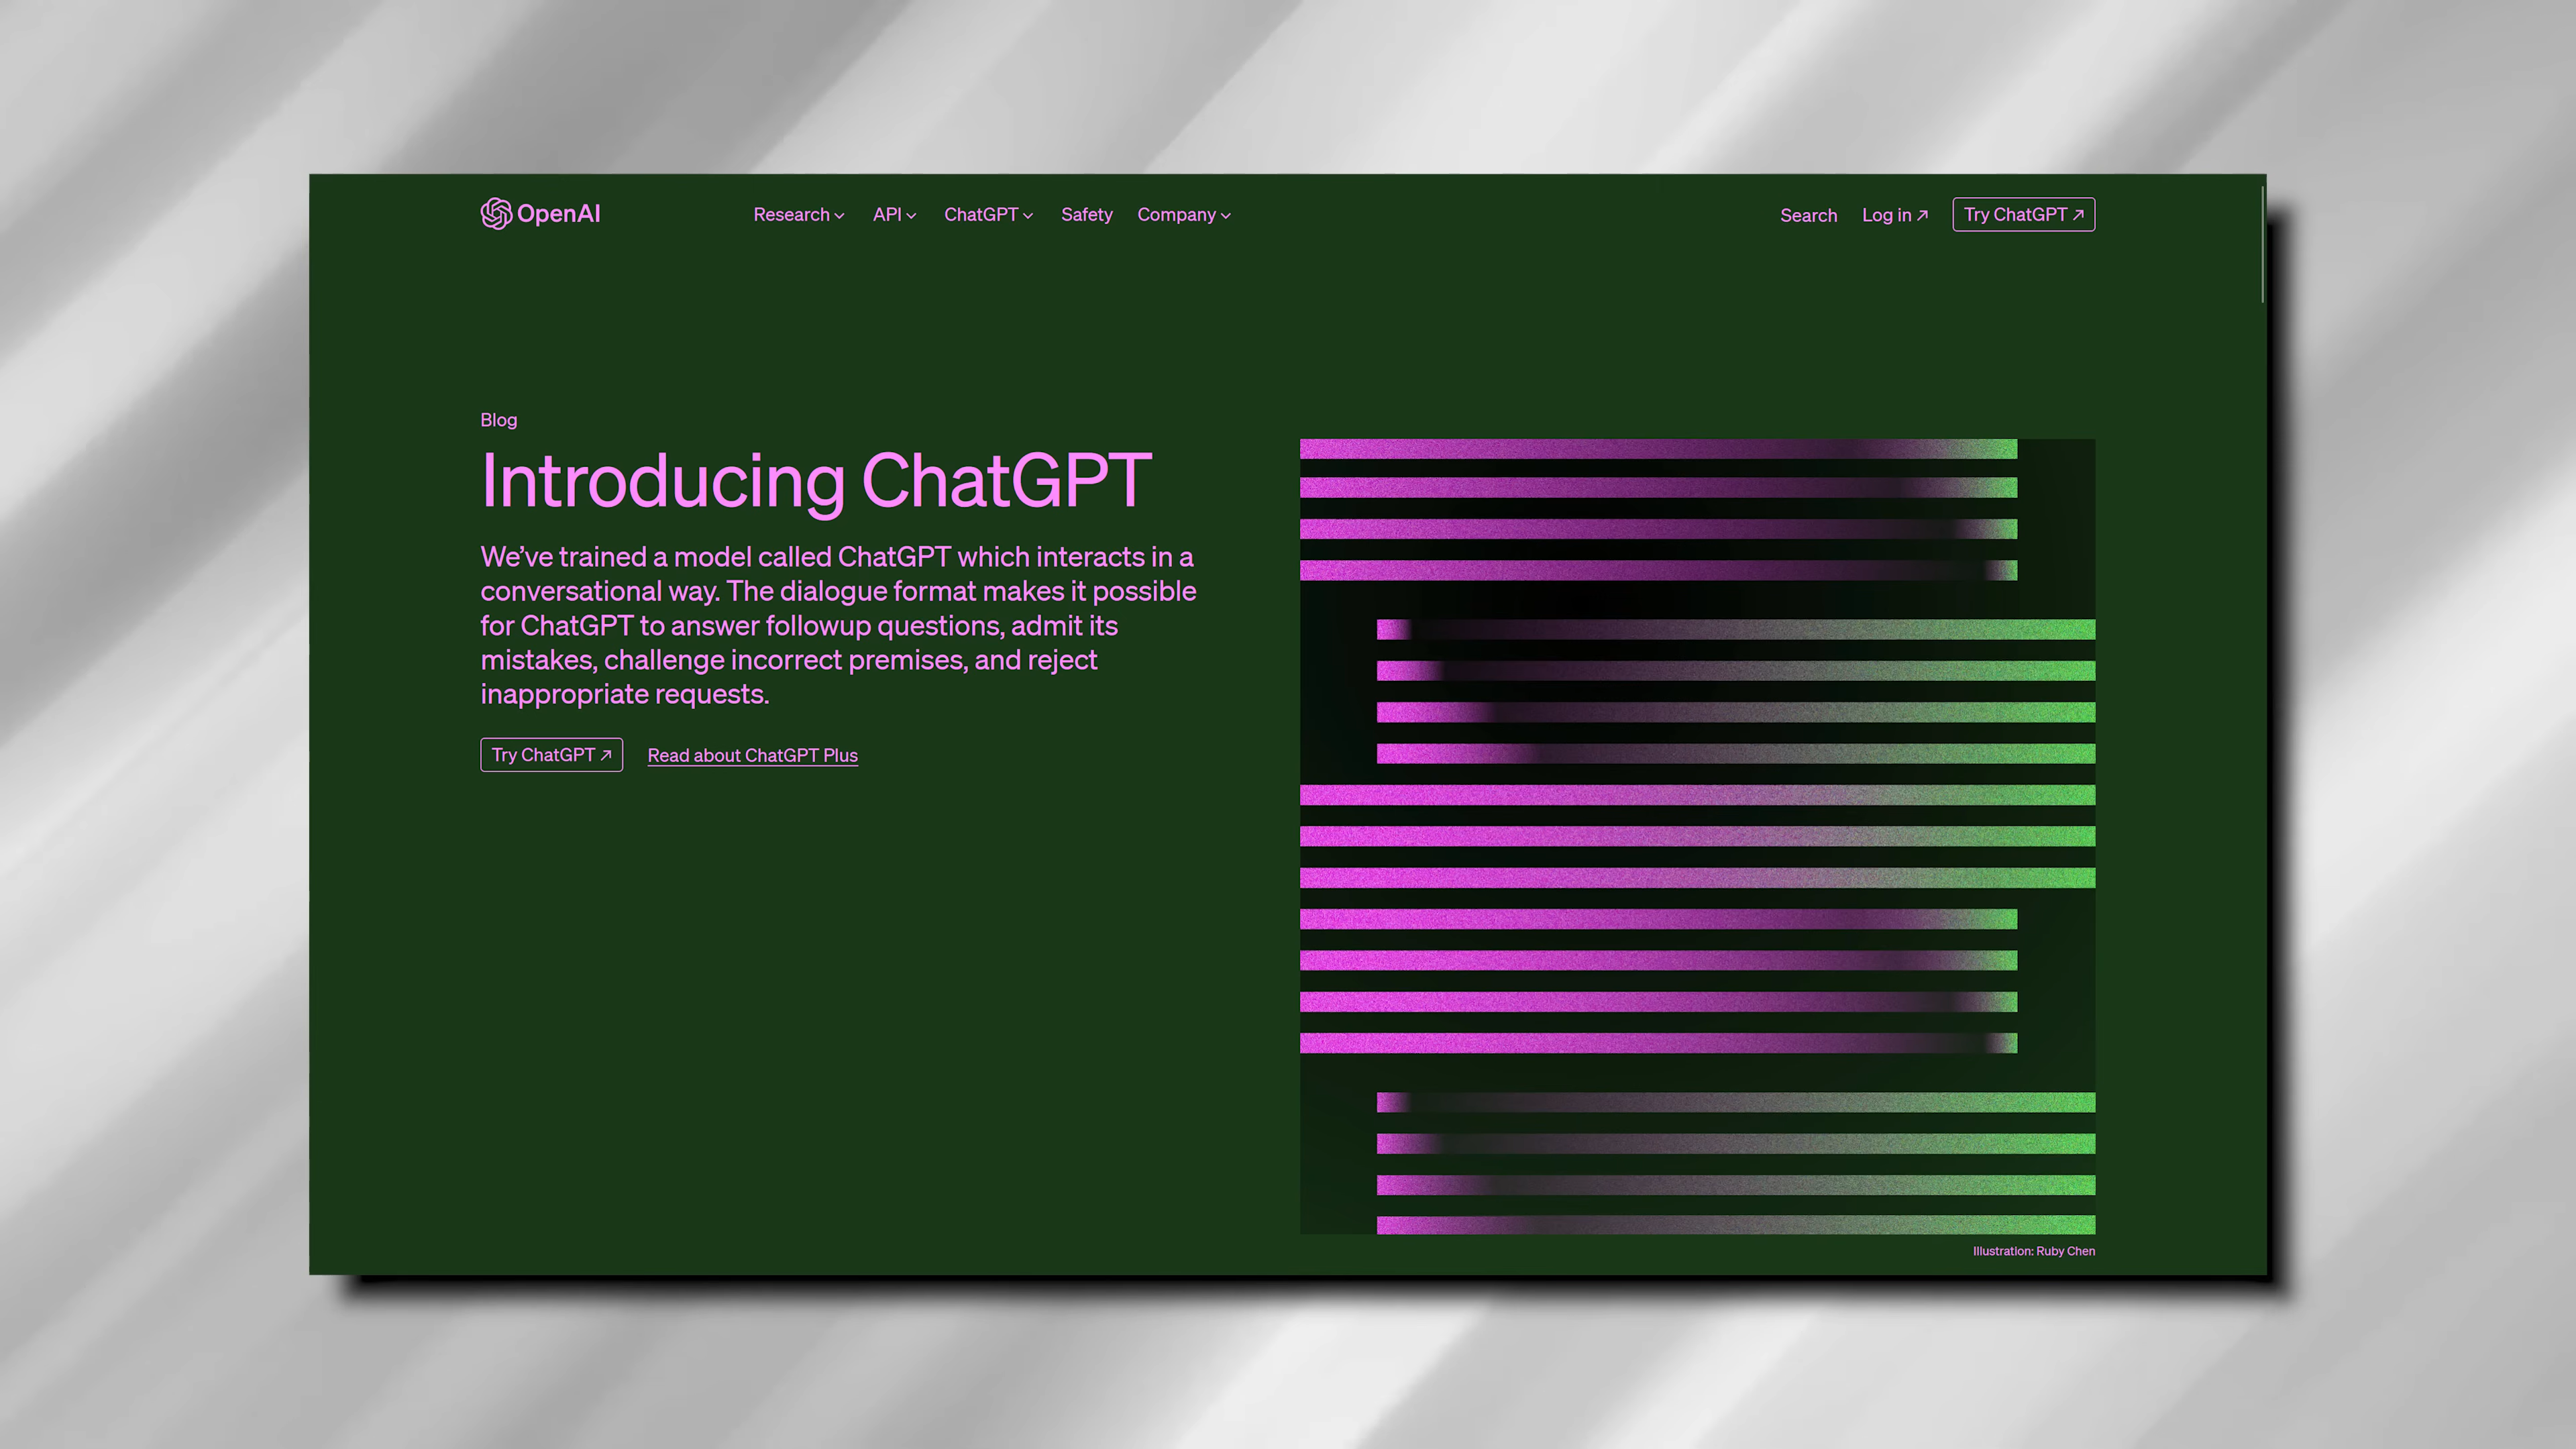 OpenAI
Research
API
ChatGPT
Safety
Company
Search
Log in ↗
Try ChatGPT ↗
Blog
Introducing ChatGPT
We’ve trained a model called ChatGPT which interacts in a
conversational way. The dialogue format makes it possible
for ChatGPT to answer followup questions, admit its
mistakes, challenge incorrect premises, and reject
inappropriate requests.
Try ChatGPT ↗
Read about ChatGPT Plus
Illustration: Ruby Chen